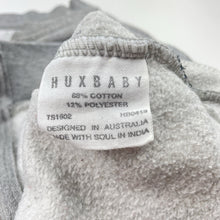 HUXBABY
88% COTTON
12% POLYESTER
TS1602
DESIGNED IN AUSTRALIA
MADE WITH SOUL IN INDIA